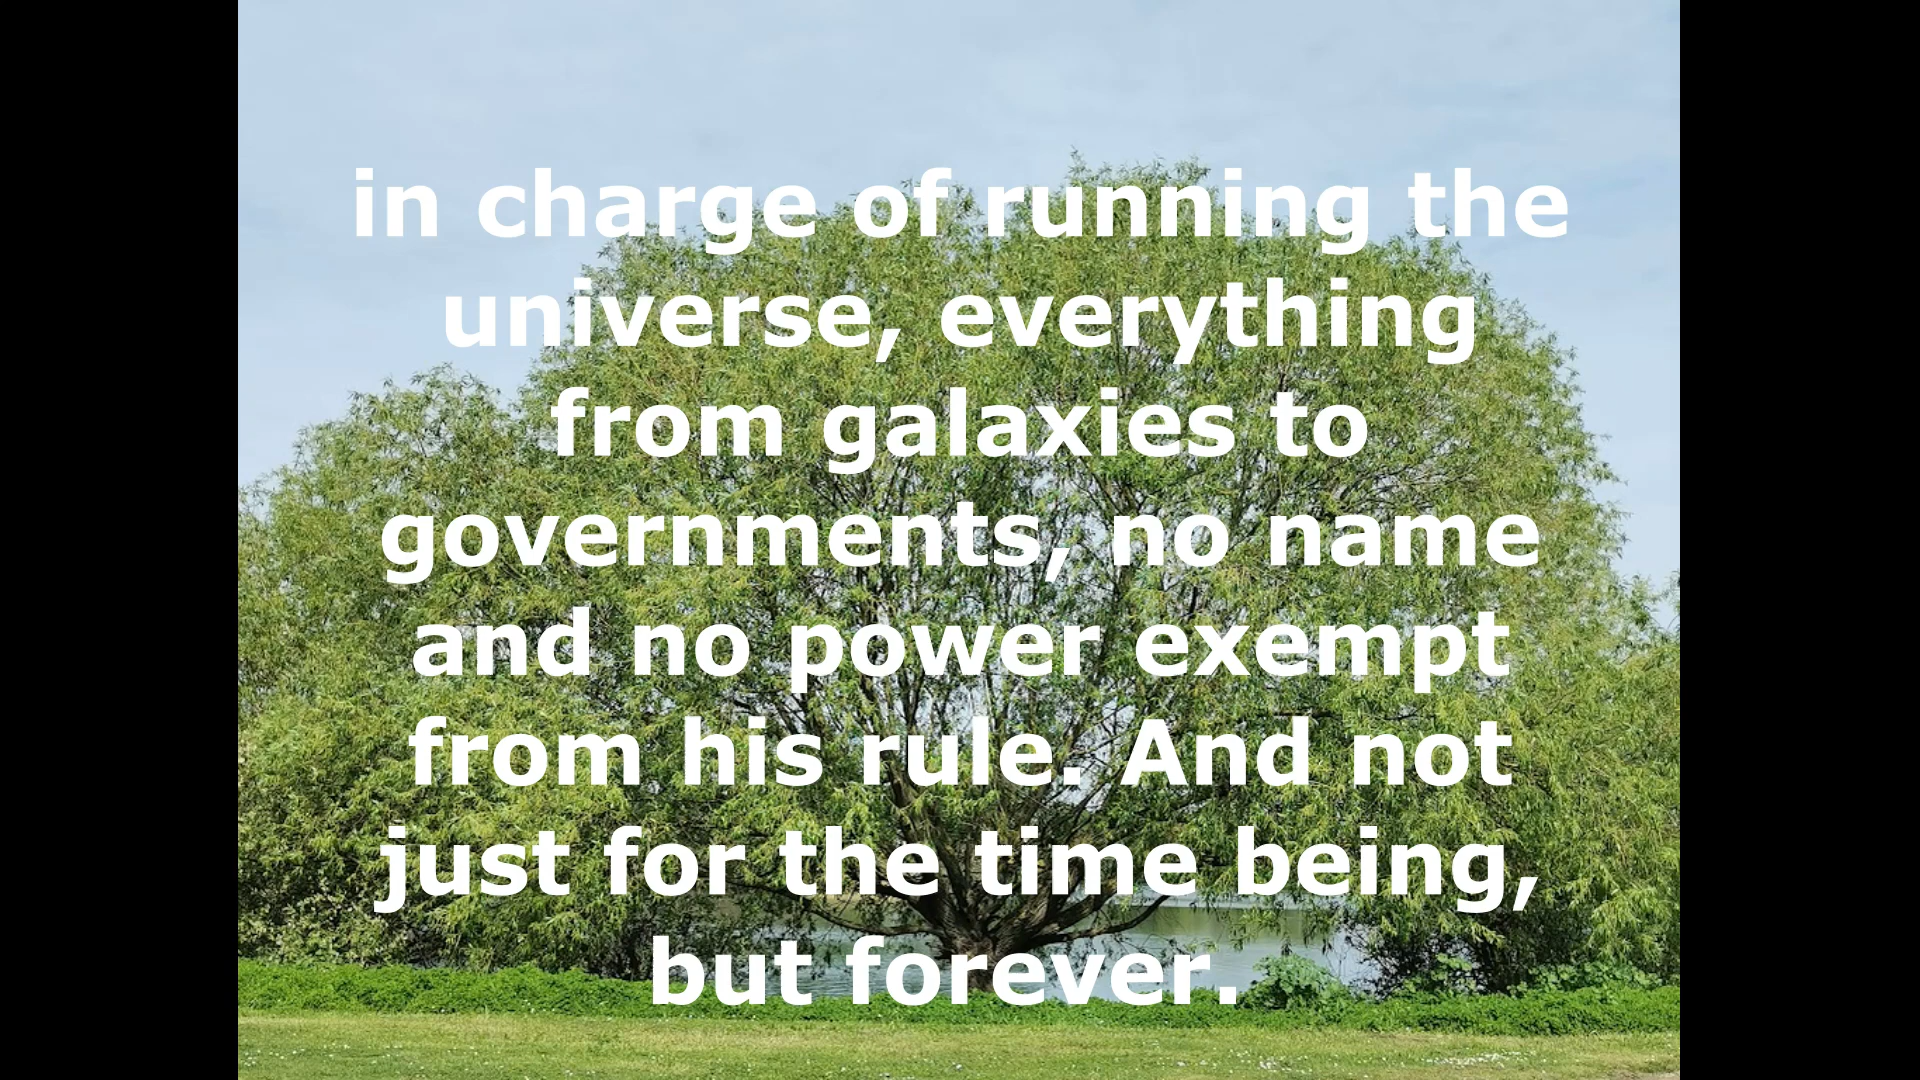 in charge of running the
universe, everything
from galaxies to
governments, no name
and no power exempt
from his rule. And not
just for the time being,
but forever.